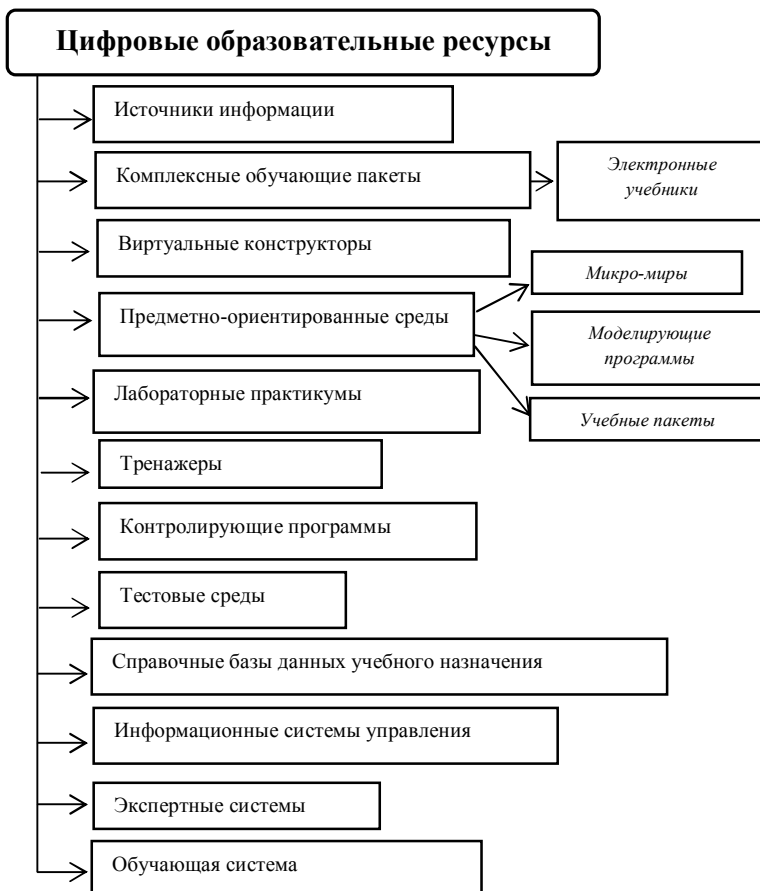 Цифровые образовательные ресурсы
Источники информации
Комплексные обучающие пакеты
Электронные
учебники
Виртуальные конструкторы
Микро-миры
Предметно-ориентированные среды
Моделирующие
программы
Лабораторные практикумы
Учебные пакеты
Тренажеры
Контролирующие программы
Тестовые среды
Справочные базы данных учебного назначения
Информационные системы управления
Экспертные системы
Обучающая система